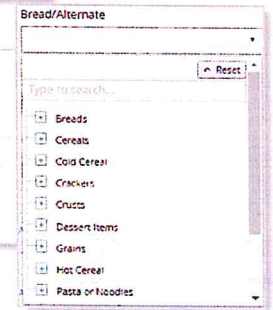 Bread/Alternate
Reset
Type to search...
Breads
Cereals
Cold Cereal
Crackers
Crusts
Dessert Items
Grains
Hot Cereal
Pasta or Noodles